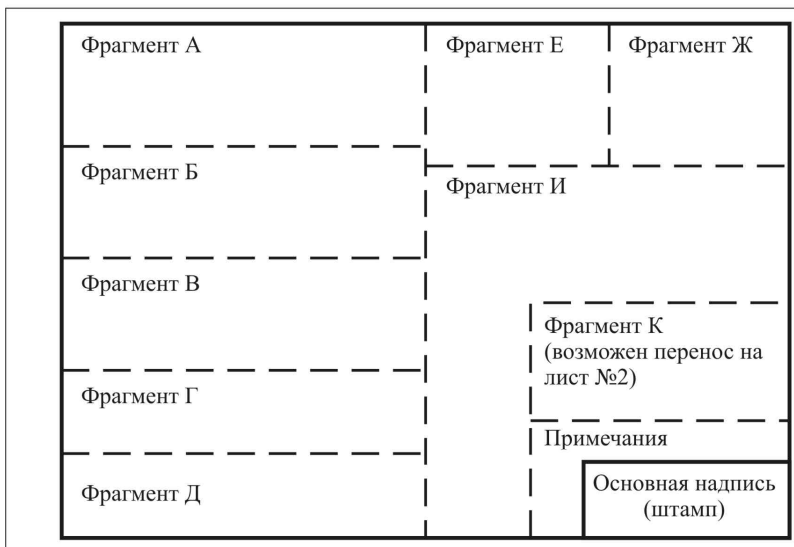 Фрагмент А
Фрагмент Б
Фрагмент В
Фрагмент Г
Фрагмент Д
Фрагмент Е
Фрагмент Ж
Фрагмент И
Фрагмент К
(возможен перенос на
лист №2)
Примечания
Основная надпись
(штамп)